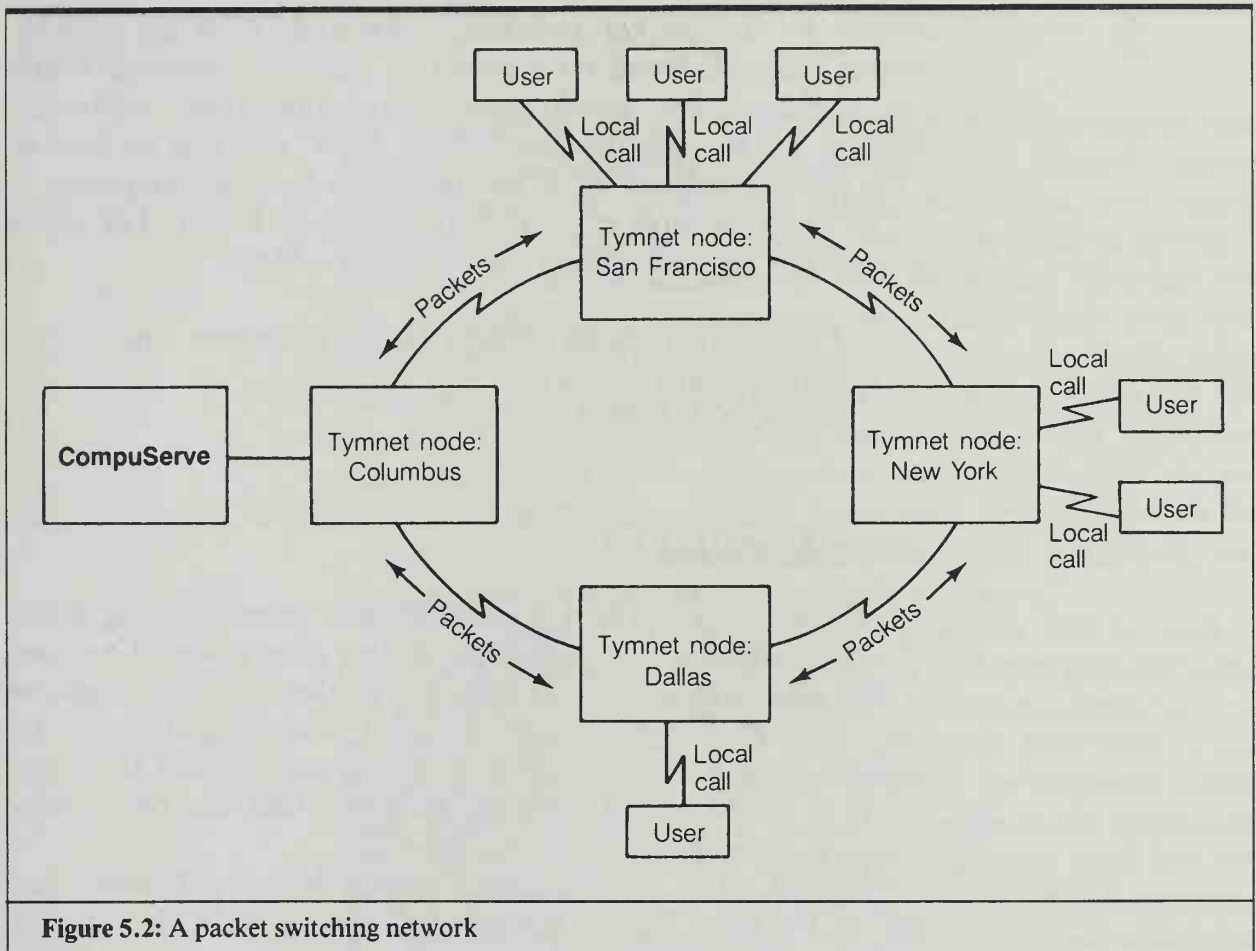 User
User
User
Local
call
Local
call
Local
call
Tymnet node:
San Francisco
Packets
Packets
CompuServe
Tymnet node:
Columbus
Tymnet node:
New York
Local
call
User
User
Local
call
Packets
Packets
Tymnet node:
Dallas
Local
call
User
Figure 5.2: A packet switching network